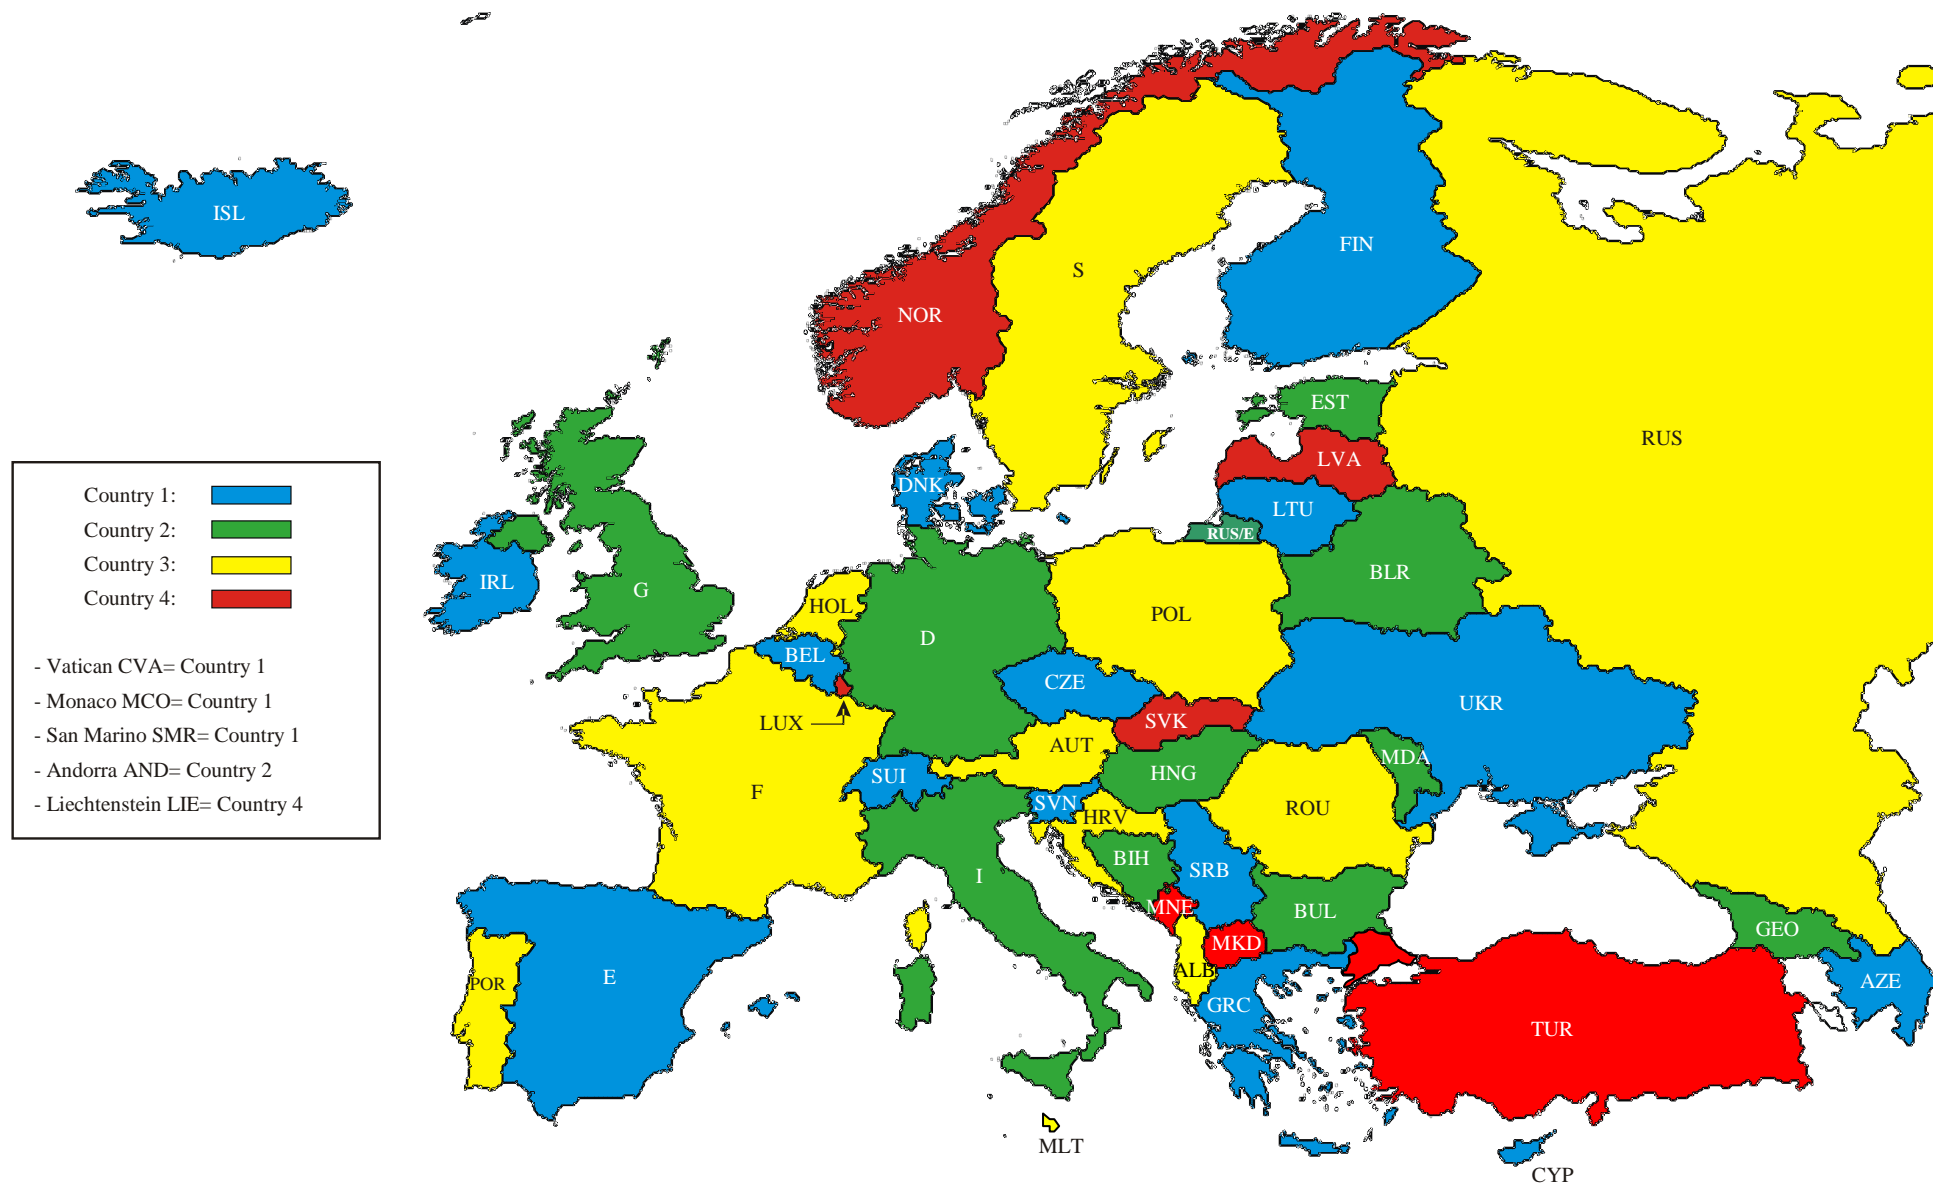 ISL
NOR
S
FIN
RUS
EST
LVA
LTU
RUS/E
BLR
DNK
IRL
G
HOL
D
POL
BEL
LUX
CZE
UKR
SVK
AUT
HNG
MDA
F
SUI
SVN
HRV
ROU
BIH
SRB
I
MNE
BUL
MKD
ALB
GRC
GEO
AZE
TUR
POR
E
MLT
CYP
Country 1:
Country 2:
Country 3:
Country 4:
- Vatican CVA= Country 1
- Monaco MCO= Country 1
- San Marino SMR= Country 1
- Andorra AND= Country 2
- Liechtenstein LIE= Country 4